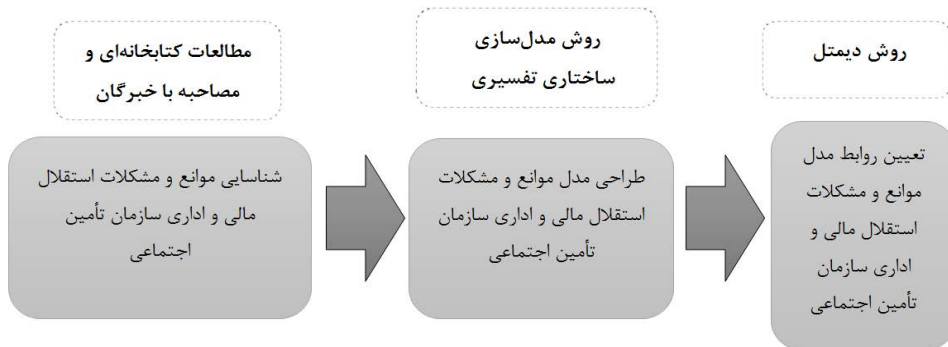 مطالعات کتابخانه‌ای و
مصاحبه با خبرگان
شناسایی موانع و مشکلات استقلال
مالی و اداری سازمان تأمین
اجتماعی
روش مدل‌سازی
ساختاری تفسیری
طراحی مدل موانع و مشکلات
استقلال مالی و اداری سازمان
تأمین اجتماعی
روش دیمتل
تعیین روابط مدل
موانع و مشکلات
استقلال مالی و
اداری سازمان
تأمین اجتماعی